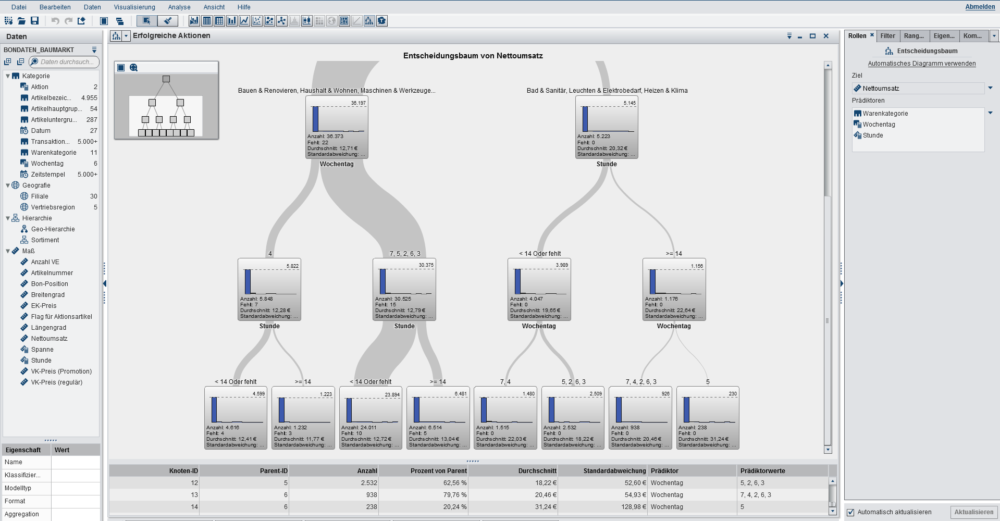 Datei Bearbeiten Daten Visualisierung Analyse Ansicht Hilfe Abmelden
Daten
BONDATEN_BAUMARKT
Daten durchsuch...
Kategorie
Aktion 2
Artikelbezeic... 4.955
Artikelhauptgrup... 54
Artikeluntergru... 287
Datum 27
Transaktion... 5.000+
Warenkategorie 11
Wochentag 6
Zeitstempel 5.000+
Geografie
Filiale 30
Vertriebsregion 5
Hierarchie
Geo-Hierarchie
Sortiment
Maß
Anzahl VE
Artikelnummer
Bon-Position
Breitengrad
EK-Preis
Flag für Aktionsartikel
Längengrad
Nettoumsatz
Spanne
Stunde
VK-Preis (Promotion)
VK-Preis (regulär)
Eigenschaft Wert
Name
Klassifizier...
Modelltyp
Format
Aggregation
Erfolgreiche Aktionen
Entscheidungsbaum von Nettoumsatz
Bauen & Renovieren, Haushalt & Wohnen, Maschinen & Werkzeuge...
36.197
Anzahl: 36.373
Fehlt: 22
Durchschnitt: 12,71 €
Standardabweichung: ...
Wochentag
Bad & Sanitär, Leuchten & Elektrobedarf, Heizen & Klima
5.145
Anzahl: 5.223
Fehlt: 0
Durchschnitt: 20,32 €
Standardabweichung: ...
Stunde
4
5.822
Anzahl: 5.848
Fehlt: 7
Durchschnitt: 12,28 €
Standardabweichung: ...
Stunde
7, 5, 2, 6, 3
30.375
Anzahl: 30.525
Fehlt: 15
Durchschnitt: 12,79 €
Standardabweichung: ...
Stunde
< 14 Oder fehlt
3.989
Anzahl: 4.047
Fehlt: 0
Durchschnitt: 19,65 €
Standardabweichung: ...
Wochentag
>= 14
1.156
Anzahl: 1.176
Fehlt: 0
Durchschnitt: 22,64 €
Standardabweichung: ...
Wochentag
< 14 Oder fehlt
4.599
Anzahl: 4.616
Fehlt: 4
Durchschnitt: 12,41 €
Standardabweichung: ...
>= 14
1.223
Anzahl: 1.232
Fehlt: 3
Durchschnitt: 11,77 €
Standardabweichung: ...
< 14 Oder fehlt
23.894
Anzahl: 24.011
Fehlt: 10
Durchschnitt: 12,72 €
Standardabweichung: ...
>= 14
6.481
Anzahl: 6.514
Fehlt: 5
Durchschnitt: 13,04 €
Standardabweichung: ...
7, 4
1.480
Anzahl: 1.515
Fehlt: 0
Durchschnitt: 22,03 €
Standardabweichung: ...
5, 2, 6, 3
2.509
Anzahl: 2.532
Fehlt: 0
Durchschnitt: 18,22 €
Standardabweichung: ...
7, 4, 2, 6, 3
926
Anzahl: 938
Fehlt: 0
Durchschnitt: 20,46 €
Standardabweichung: ...
5
230
Anzahl: 238
Fehlt: 0
Durchschnitt: 31,24 €
Standardabweichung: ...
Knoten-ID Parent-ID Anzahl Prozent von Parent Durchschnitt Standardabweichung Prädiktor Prädiktorwerte
12 5 2.532 62,56 % 18,22 € 52,60 € Wochentag 5, 2, 6, 3
13 6 938 79,76 % 20,46 € 54,93 € Wochentag 7, 4, 2, 6, 3
14 6 238 20,24 % 31,24 € 128,98 € Wochentag 5
Rollen Filter Rang... Eigen... Kom...
Entscheidungsbaum
Automatisches Diagramm verwenden
Ziel
Nettoumsatz
Prädiktoren
Warenkategorie
Wochentag
Stunde
Automatisch aktualisieren Aktualisieren